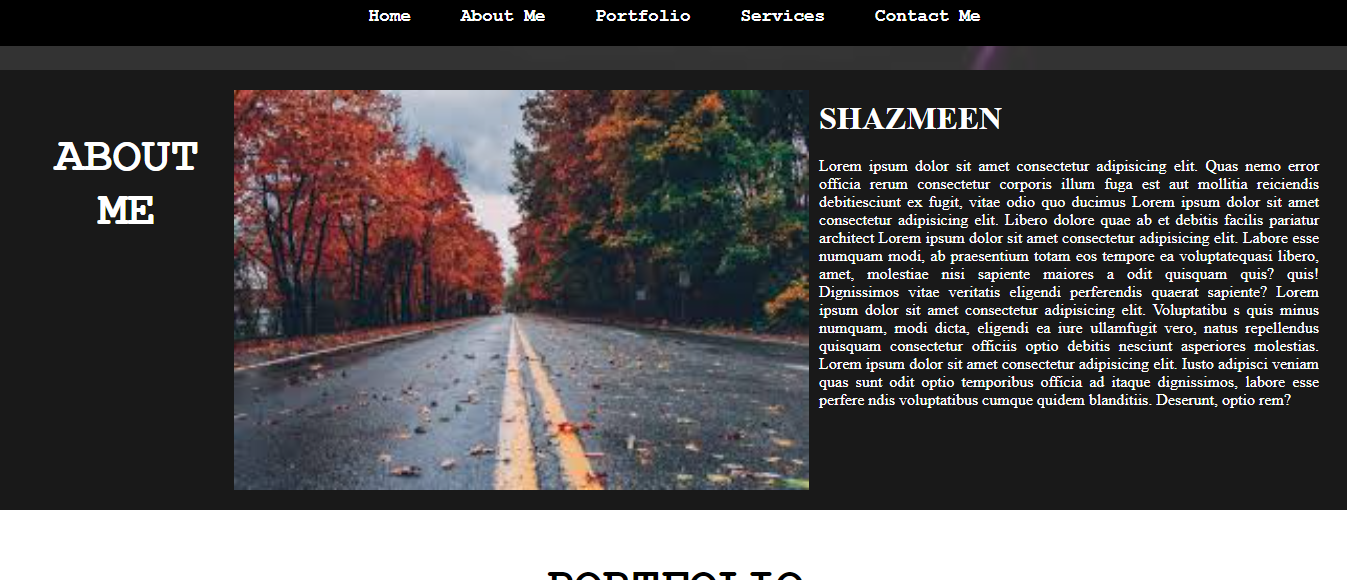 Home About Me Portfolio Services Contact Me
ABOUT
ME
SHAZMEEN
Lorem ipsum dolor sit amet consectetur adipisicing elit. Quas nemo error
officia rerum consectetur corporis illum fuga est aut mollitia reiciendis
debitiesciunt ex fugit, vitae odio quo ducimus Lorem ipsum dolor sit amet
consectetur adipisicing elit. Libero dolore quae ab et debitis facilis pariatur
architect Lorem ipsum dolor sit amet consectetur adipisicing elit. Labore esse
numquam modi, ab praesentium totam eos tempore ea voluptatequasi libero,
amet, molestiae nisi sapiente maiores a odit quisquam quis? quis!
Dignissimos vitae veritatis eligendi perferendis quaerat sapiente? Lorem
ipsum dolor sit amet consectetur adipisicing elit. Voluptatibu s quis minus
numquam, modi dicta, eligendi ea iure ullamfugit vero, natus repellendus
quisquam consectetur officiis optio debitis nesciunt asperiores molestias.
Lorem ipsum dolor sit amet consectetur adipisicing elit. Iusto adipisci veniam
quas sunt odit optio temporibus officia ad itaque dignissimos, labore esse
perfere ndis voluptatibus cumque quidem blanditiis. Deserunt, optio rem?
PORTFOLIO